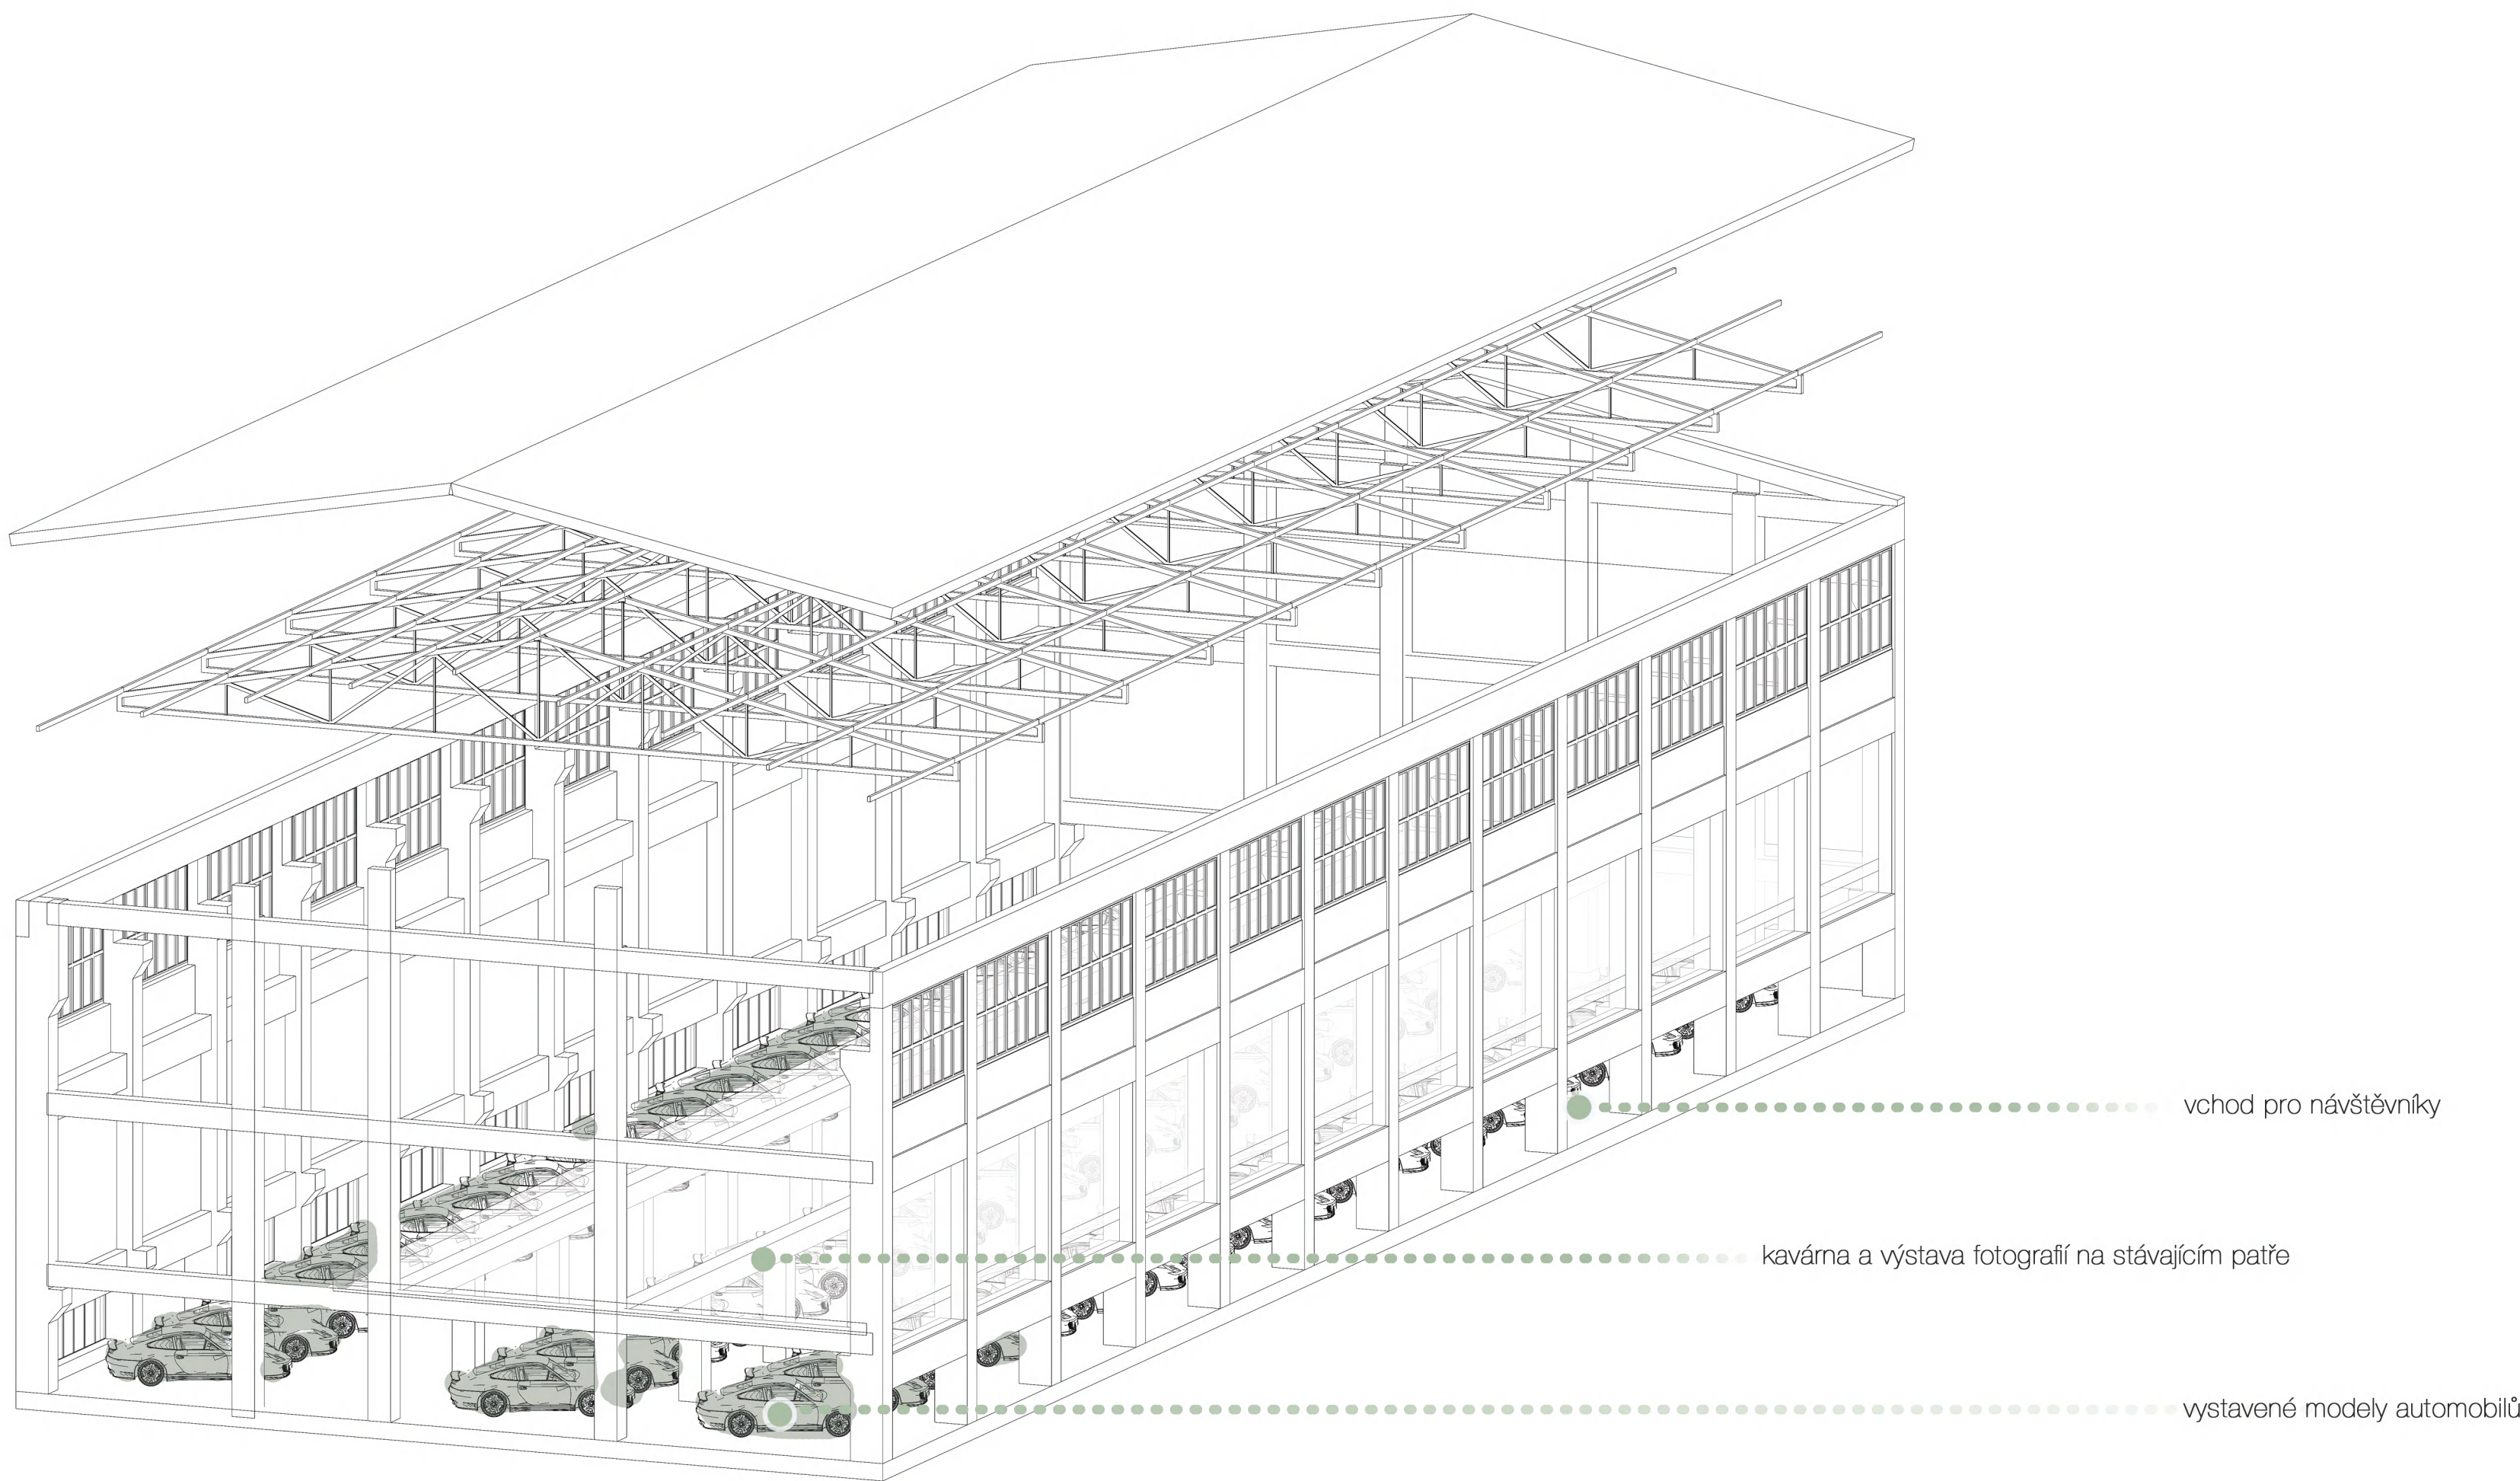 vchod pro návštěvníky
kavárna a výstava fotografií na stávajícím patře
vystavené modely automobilů